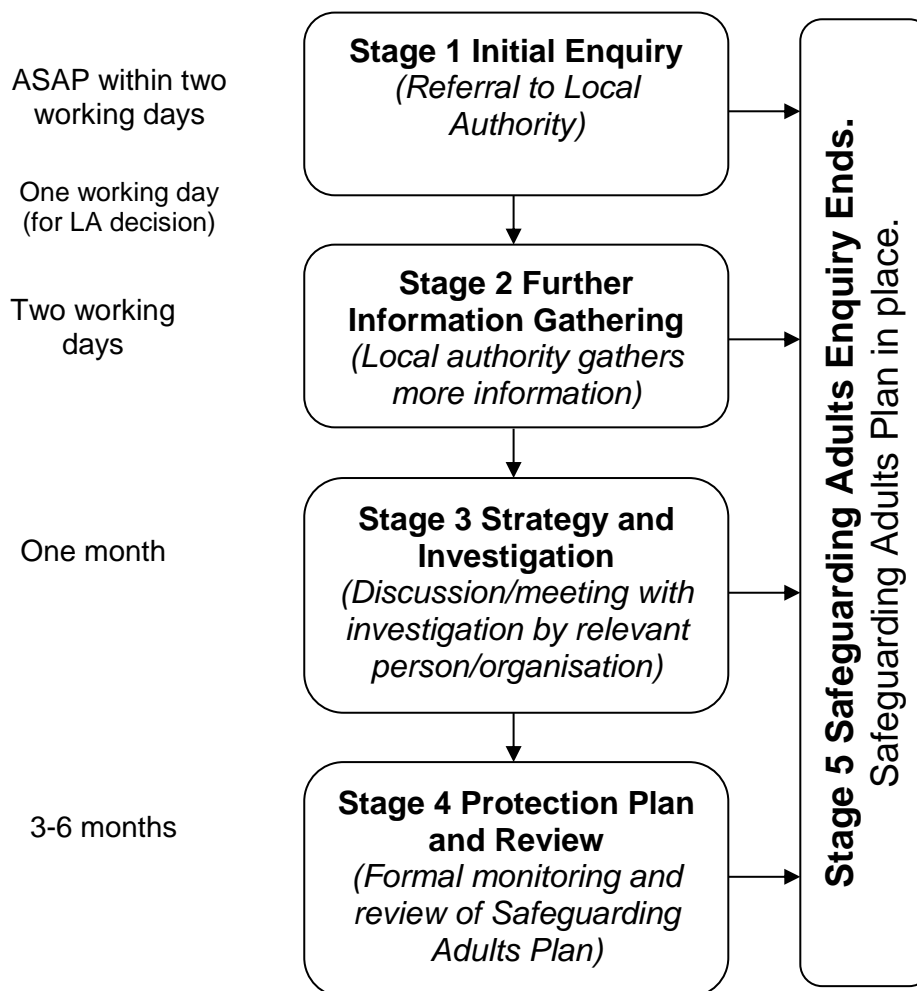 ASAP within two
working days
Stage 1 Initial Enquiry
(Referral to Local
Authority)
One working day
(for LA decision)
Two working
days
Stage 2 Further
Information Gathering
(Local authority gathers
more information)
One month
Stage 3 Strategy and
Investigation
(Discussion/meeting with
investigation by relevant
person/organisation)
3-6 months
Stage 4 Protection Plan
and Review
(Formal monitoring and
review of Safeguarding
Adults Plan)
Stage 5 Safeguarding Adults Enquiry Ends.
Safeguarding Adults Plan in place.